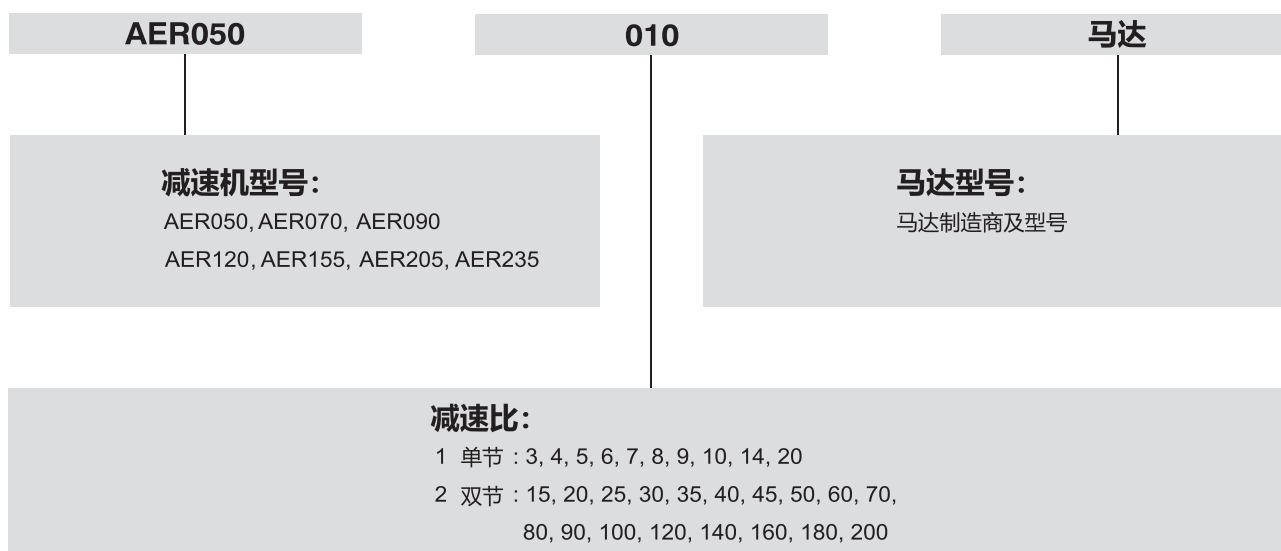 AER050
010
马达
减速机型号：
AER050, AER070, AER090
AER120, AER155, AER205, AER235
马达型号：
马达制造商及型号
减速比：
1 单节 : 3, 4, 5, 6, 7, 8, 9, 10, 14, 20
2 双节 : 15, 20, 25, 30, 35, 40, 45, 50, 60, 70,
80, 90, 100, 120, 140, 160, 180, 200